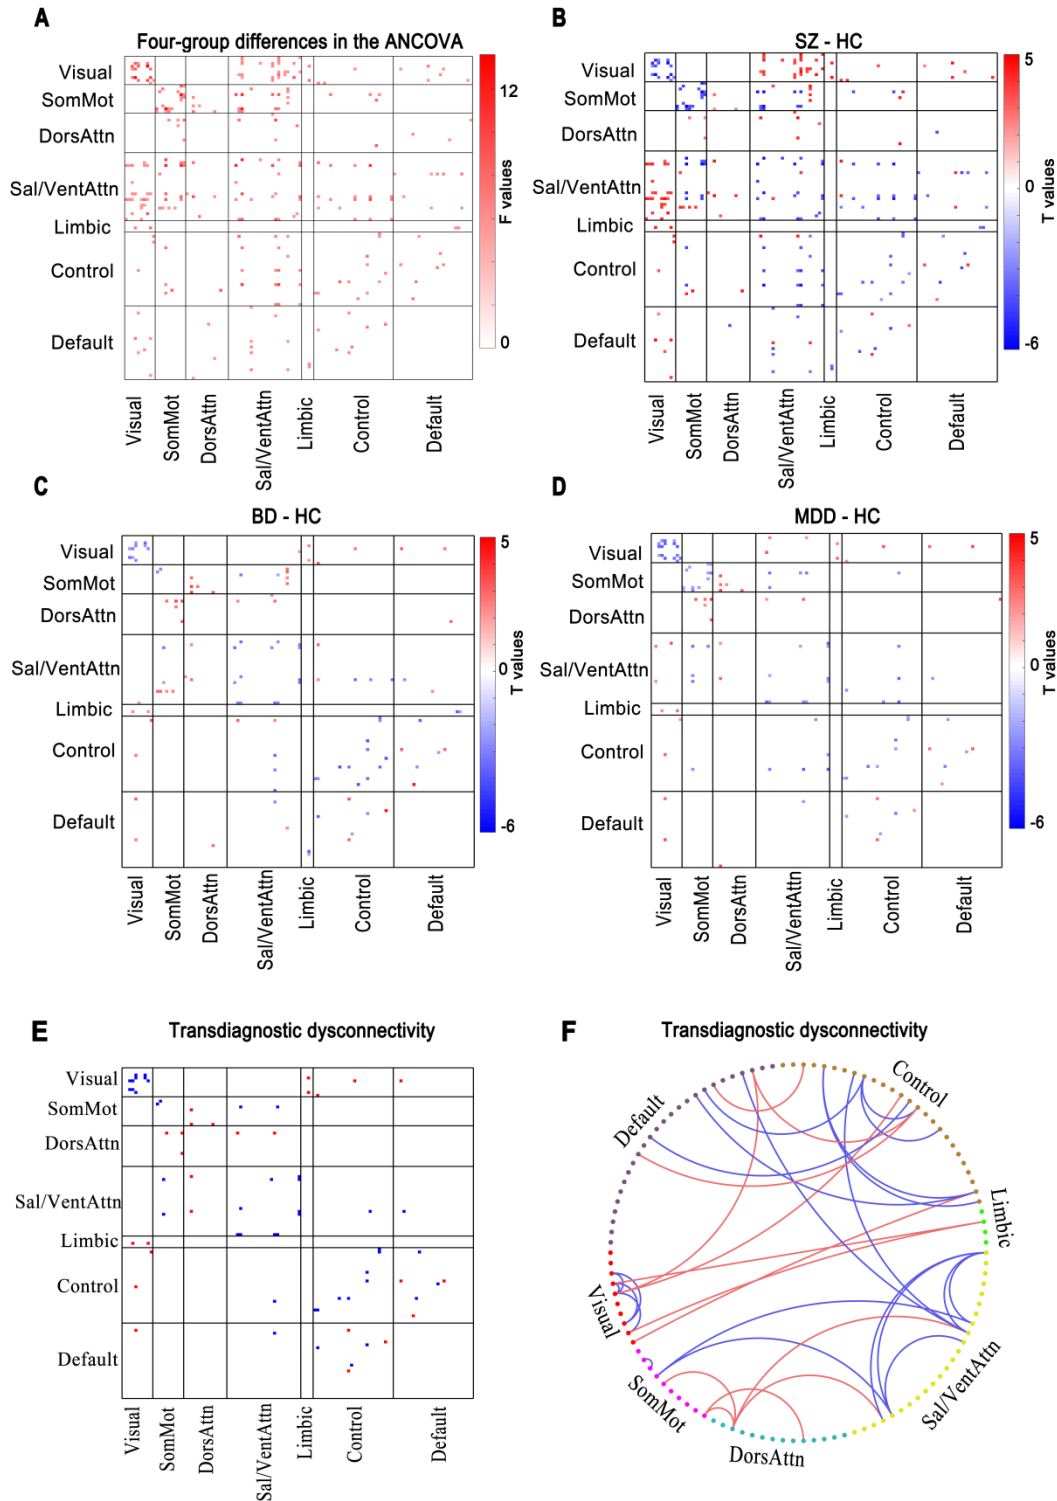 A
Four-group differences in the ANCOVA
Visual
SomMot
DorsAttn
Sal/VentAttn
Limbic
Control
Default
12
F values
0
Visual
SomMot
DorsAttn
Sal/VentAttn
Limbic
Control
Default
B
SZ - HC
Visual
SomMot
DorsAttn
Sal/VentAttn
Limbic
Control
Default
5
0
T values
-6
Visual
SomMot
DorsAttn
Sal/VentAttn
Limbic
Control
Default
C
BD - HC
Visual
SomMot
DorsAttn
Sal/VentAttn
Limbic
Control
Default
5
0
T values
-6
Visual
SomMot
DorsAttn
Sal/VentAttn
Limbic
Control
Default
D
MDD - HC
Visual
SomMot
DorsAttn
Sal/VentAttn
Limbic
Control
Default
5
0
T values
-6
Visual
SomMot
DorsAttn
Sal/VentAttn
Limbic
Control
Default
E
Transdiagnostic dysconnectivity
Visual
SomMot
DorsAttn
Sal/VentAttn
Limbic
Control
Default
Visual
SomMot
DorsAttn
Sal/VentAttn
Limbic
Control
Default
F
Transdiagnostic dysconnectivity
Control
Default
Limbic
Visual
Sal/VentAttn
SomMot
DorsAttn